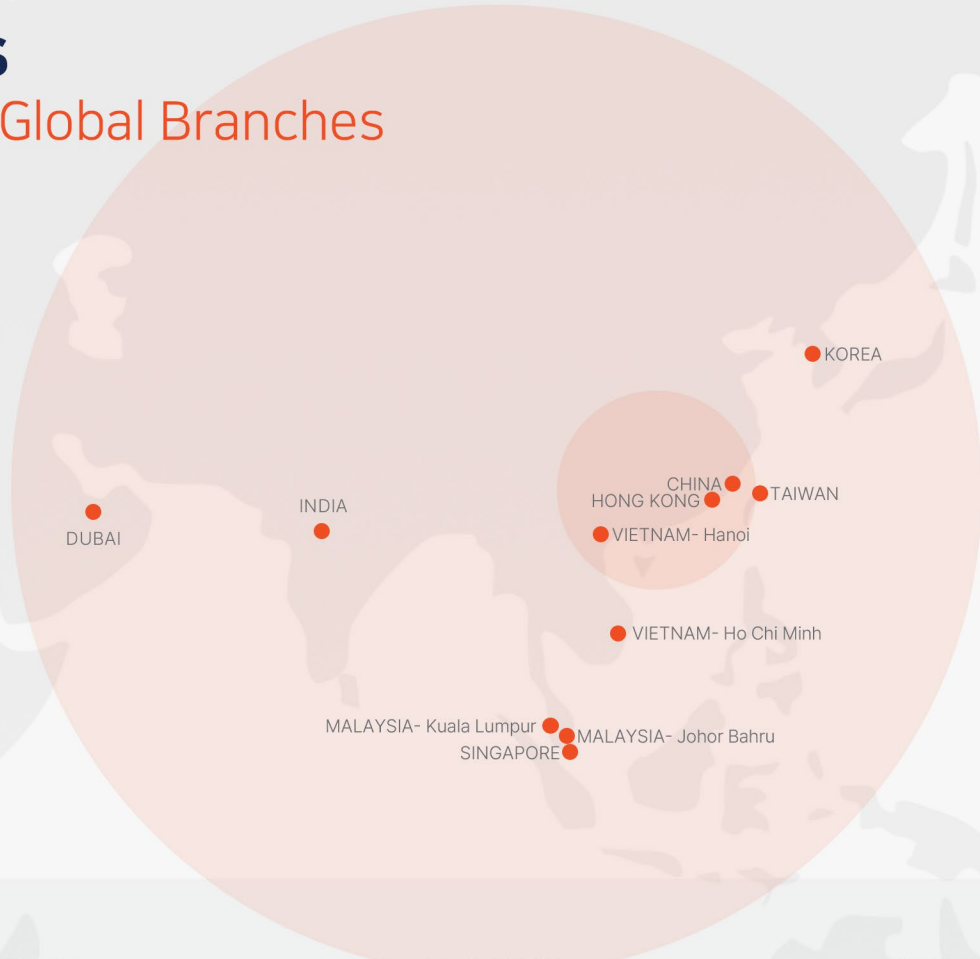 s
Global Branches
KOREA
CHINA
TAIWAN
HONG KONG
INDIA
DUBAI
VIETNAM- Hanoi
VIETNAM- Ho Chi Minh
MALAYSIA- Kuala Lumpur
MALAYSIA- Johor Bahru
SINGAPORE